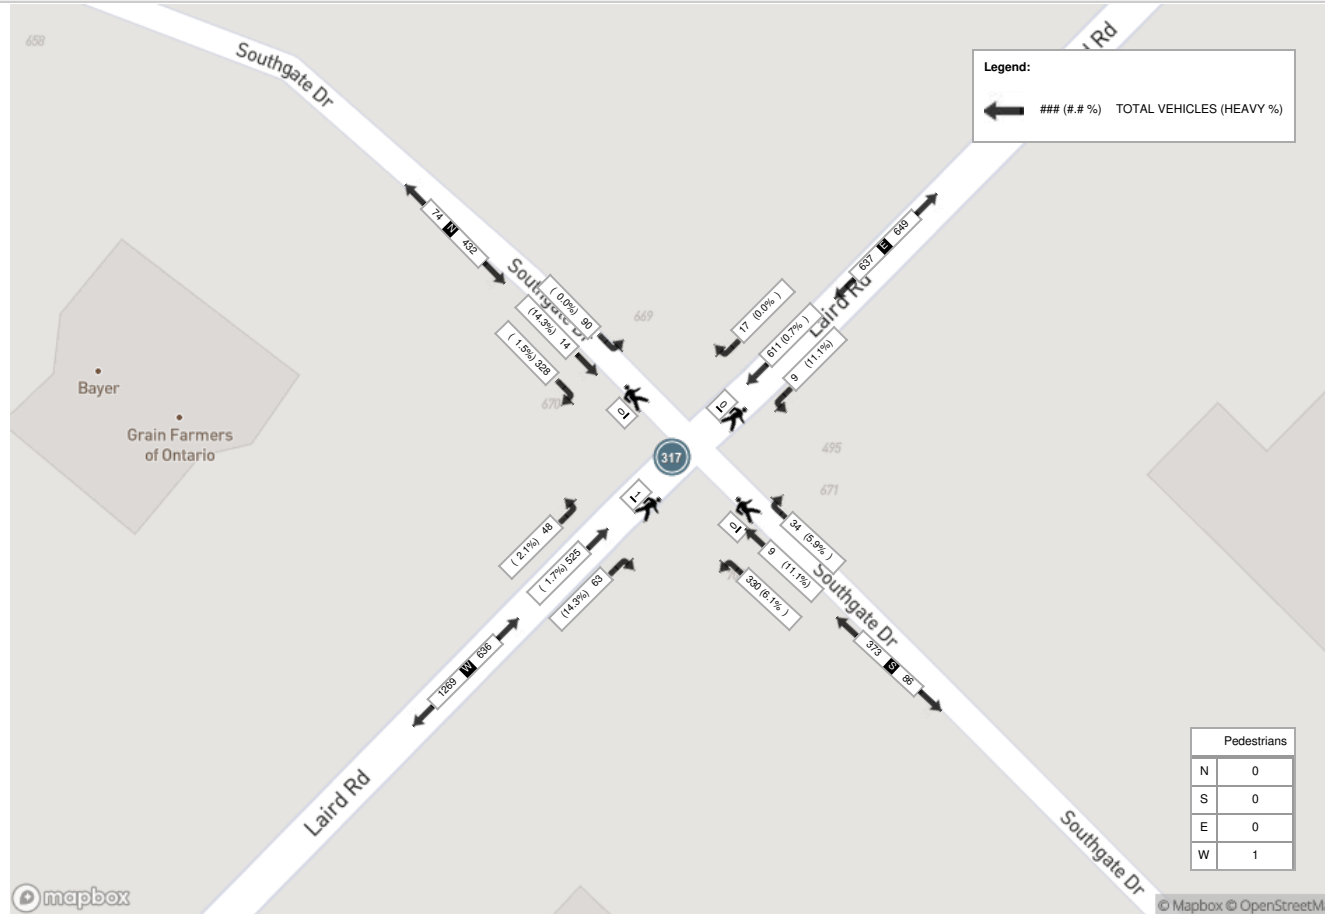 658
Southgate Dr
d Rd
Legend:
### (#.# %) TOTAL VEHICLES (HEAVY %)
74 N 432
637 E 649
Southgate Dr
Laird Rd
( 0.0%) 90
(14.3%) 14
( 1.5%) 328
669
17 (0.0% )
611 (0.7% )
9 (11.1%)
Bayer
670
0
0
Grain Farmers
of Ontario
317
495
671
1
0
( 2.1%) 48
( 1.7%) 525
(14.3%) 63
34 (5.9%)
9 (11.1%)
330 (6.1% )
Southgate Dr
1269 W 636
373 S 86
Pedestrians
N 0
S 0
E 0
W 1
Laird Rd
Southgate Dr
mapbox
© Mapbox © OpenStreetM